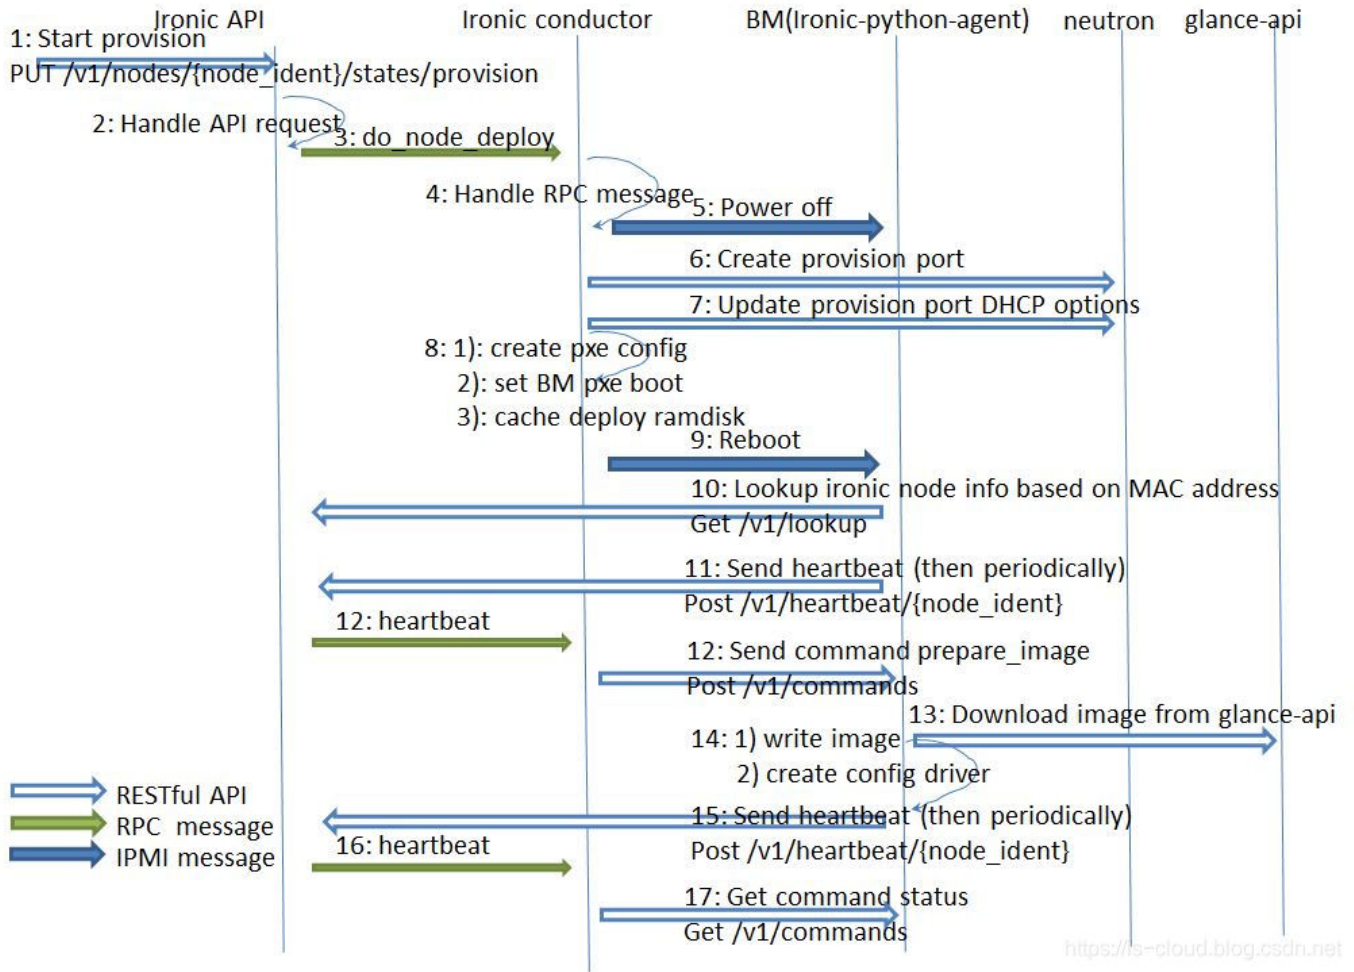 Ironic API
Ironic conductor
BM(Ironic-python-agent)
neutron
glance-api
1: Start provision
PUT /v1/nodes/{node_ident}/states/provision
2: Handle API request
3: do_node_deploy
4: Handle RPC message
5: Power off
6: Create provision port
7: Update provision port DHCP options
8: 1): create pxe config
2): set BM pxe boot
3): cache deploy ramdisk
9: Reboot
10: Lookup ironic node info based on MAC address
Get /v1/lookup
11: Send heartbeat (then periodically)
Post /v1/heartbeat/{node_ident}
12: heartbeat
12: Send command prepare_image
Post /v1/commands
13: Download image from glance-api
14: 1) write image
2) create config driver
15: Send heartbeat (then periodically)
Post /v1/heartbeat/{node_ident}
16: heartbeat
17: Get command status
Get /v1/commands
RESTful API
RPC message
IPMI message
https://is-cloud.blog.csdn.net